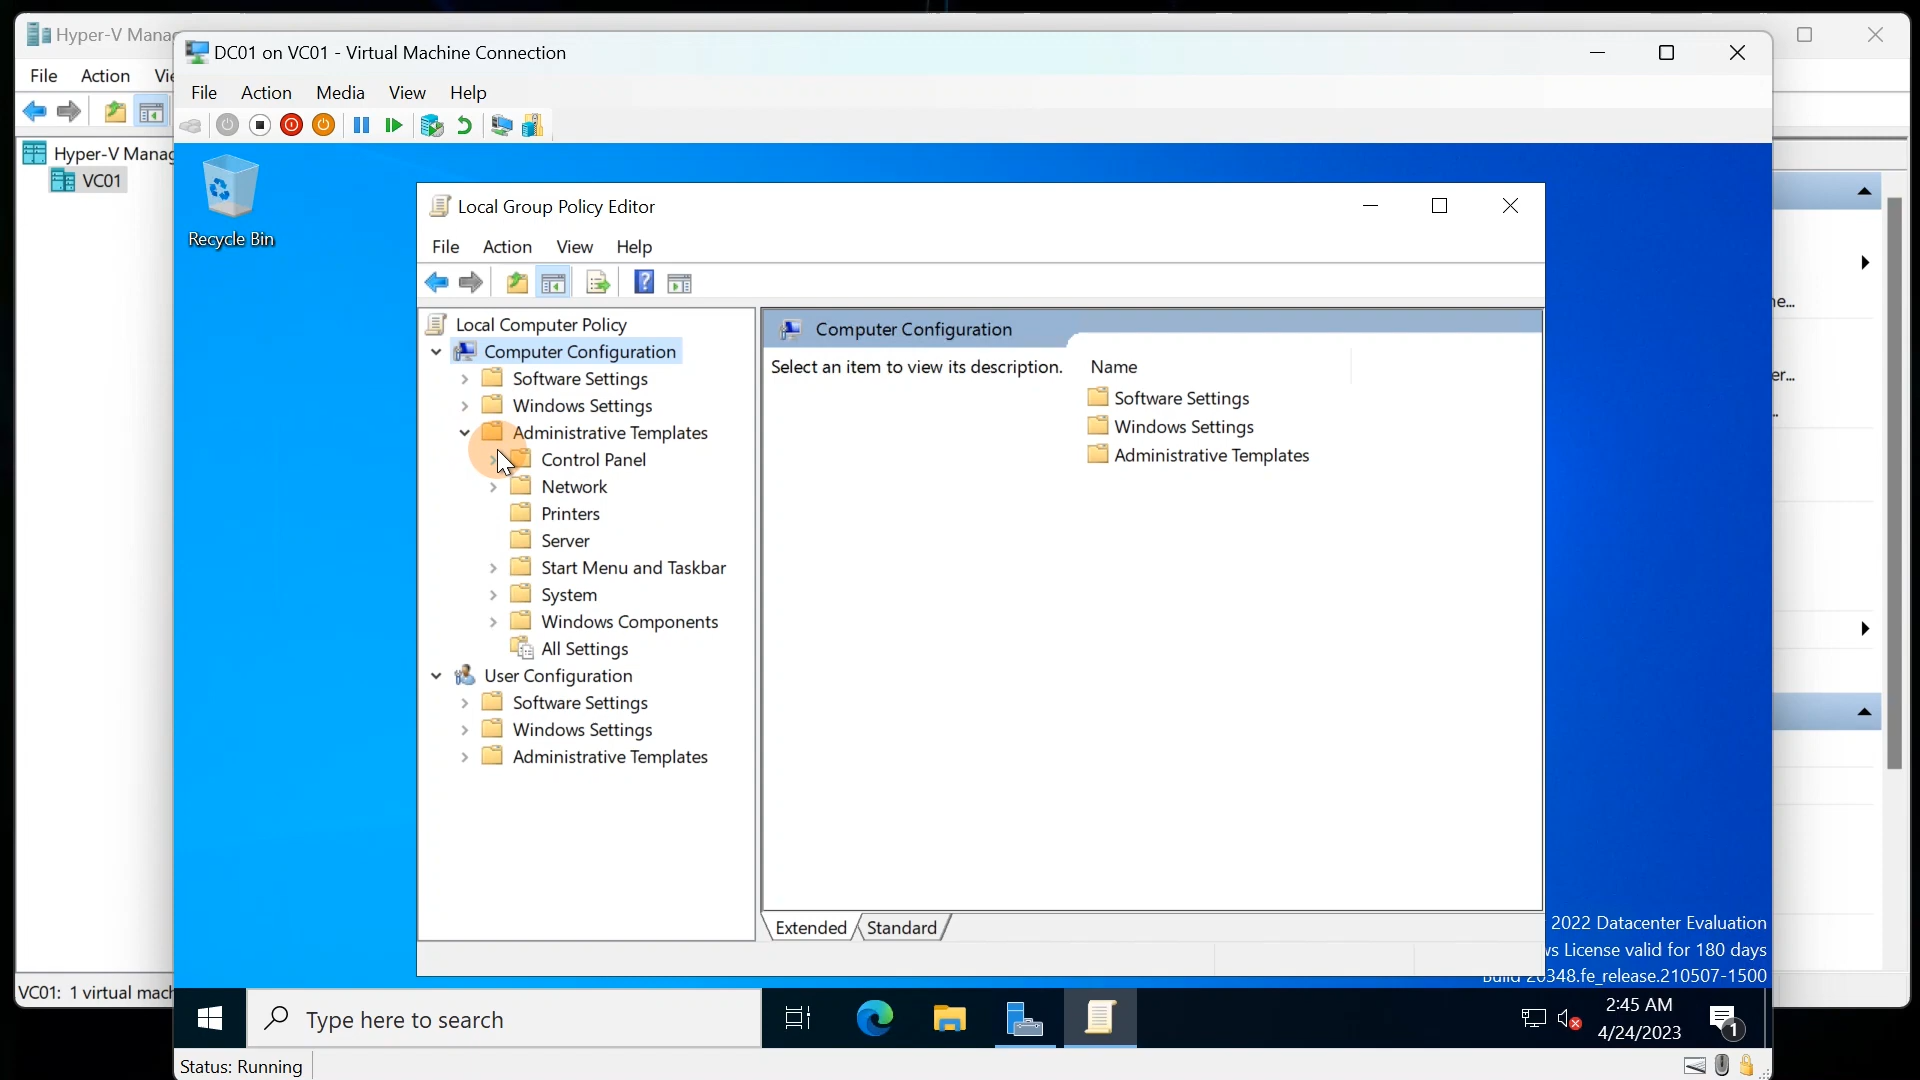 Hyper-V Mana
File Action Vi
Hyper-V Manag
VC01
VC01: 1 virtual mach
DC01 on VC01 - Virtual Machine Connection
File Action Media View Help
Recycle Bin
Local Group Policy Editor
File Action View Help
Local Computer Policy
Computer Configuration
Software Settings
Windows Settings
Administrative Templates
Control Panel
Network
Printers
Server
Start Menu and Taskbar
System
Windows Components
All Settings
User Configuration
Software Settings
Windows Settings
Administrative Templates
Computer Configuration
Select an item to view its description.
Name
Software Settings
Windows Settings
Administrative Templates
Extended Standard
2022 Datacenter Evaluation
vs License valid for 180 days
20348.fe_release.210507-1500
Type here to search
2:45 AM
4/24/2023
1
Status: Running